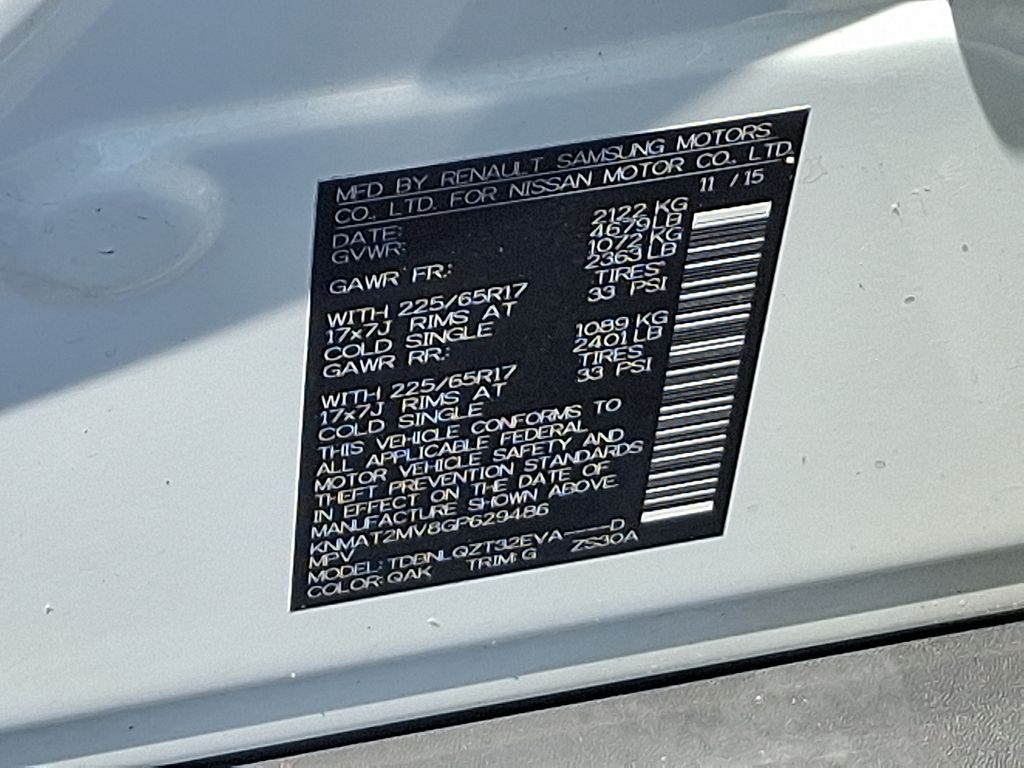 MFD BY RENAULT SAMSUNG MOTORS
CO. LTD. FOR NISSAN MOTOR CO., LTD.
DATE: 11 /15
GVWR: 2122 KG
4679 LB
GAWR FR.: 1072 KG
2363 LB
WITH 225/65R17 TIRES
17x7J RIMS AT 33 PSI
COLD SINGLE
GAWR RR.: 1089 KG
2401 LB
WITH 225/65R17 TIRES
17x7J RIMS AT 33 PSI
COLD SINGLE
THIS VEHICLE CONFORMS TO
ALL APPLICABLE FEDERAL
MOTOR VEHICLE SAFETY AND
THEFT PREVENTION STANDARDS
IN EFFECT ON THE DATE OF
MANUFACTURE SHOWN ABOVE.
KNMAT2MV8GP629486
MPV
MODEL: TDBNLQZT32EYA----D
COLOR: QAK TRIM: G ZS30A